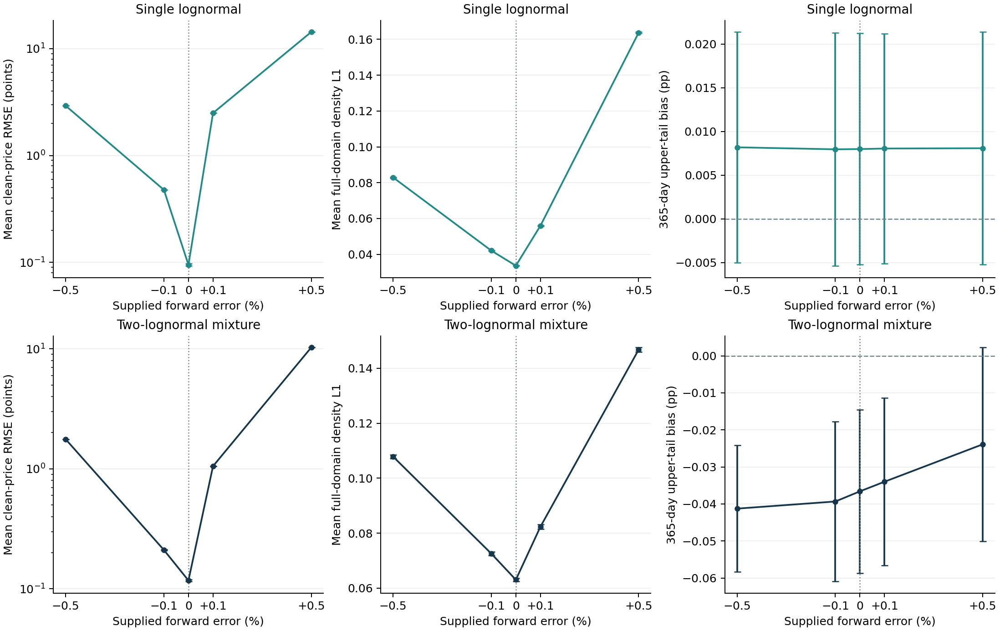 Single lognormal
Mean clean-price RMSE (points)
10¹
10⁰
10⁻¹
−0.5 −0.1 0 +0.1 +0.5
Supplied forward error (%)
Single lognormal
Mean full-domain density L1
0.16
0.14
0.12
0.10
0.08
0.06
0.04
−0.5 −0.1 0 +0.1 +0.5
Supplied forward error (%)
Single lognormal
365-day upper-tail bias (pp)
0.020
0.015
0.010
0.005
0.000
−0.005
−0.5 −0.1 0 +0.1 +0.5
Supplied forward error (%)
Two-lognormal mixture
Mean clean-price RMSE (points)
10¹
10⁰
10⁻¹
−0.5 −0.1 0 +0.1 +0.5
Supplied forward error (%)
Two-lognormal mixture
Mean full-domain density L1
0.14
0.12
0.10
0.08
0.06
−0.5 −0.1 0 +0.1 +0.5
Supplied forward error (%)
Two-lognormal mixture
365-day upper-tail bias (pp)
0.00
−0.01
−0.02
−0.03
−0.04
−0.05
−0.06
−0.5 −0.1 0 +0.1 +0.5
Supplied forward error (%)